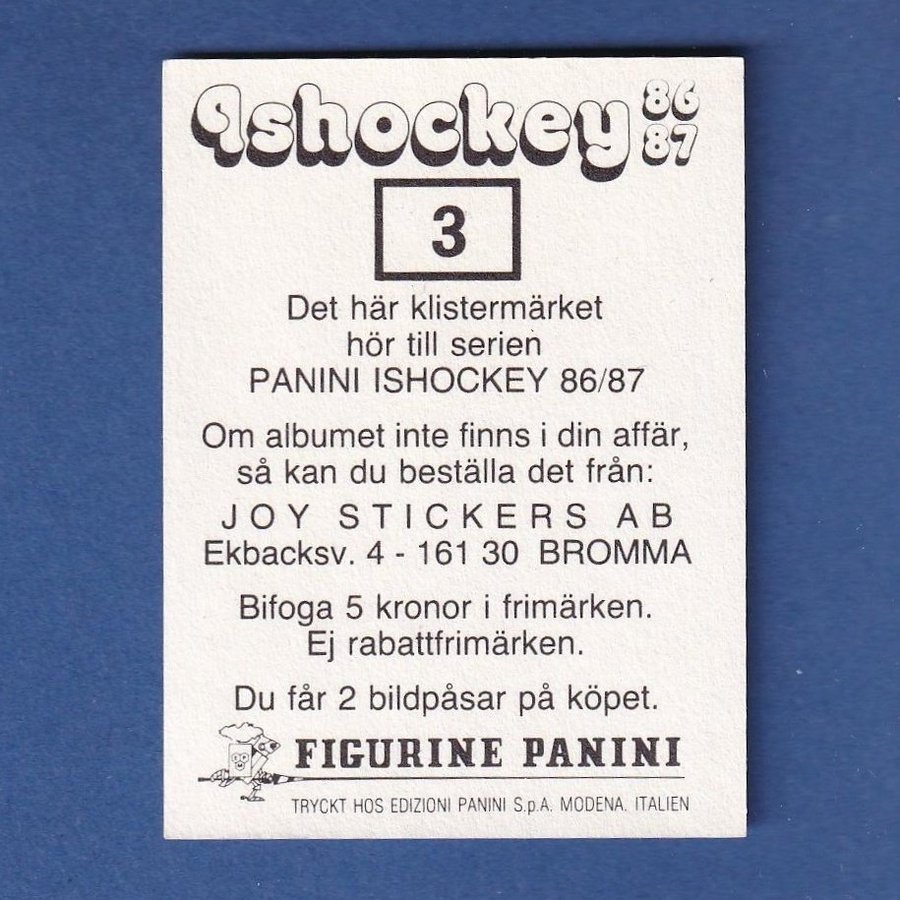 Ishockey 86
87
3
Det här klistermärket
hör till serien
PANINI ISHOCKEY 86/87
Om albumet inte finns i din affär,
så kan du beställa det från:
JOY STICKERS AB
Ekbacksv. 4 - 161 30 BROMMA
Bifoga 5 kronor i frimärken.
Ej rabattfrimärken.
Du får 2 bildpåsar på köpet.
FIGURINE PANINI
TRYCKT HOS EDIZIONI PANINI S.p.A. MODENA. ITALIEN